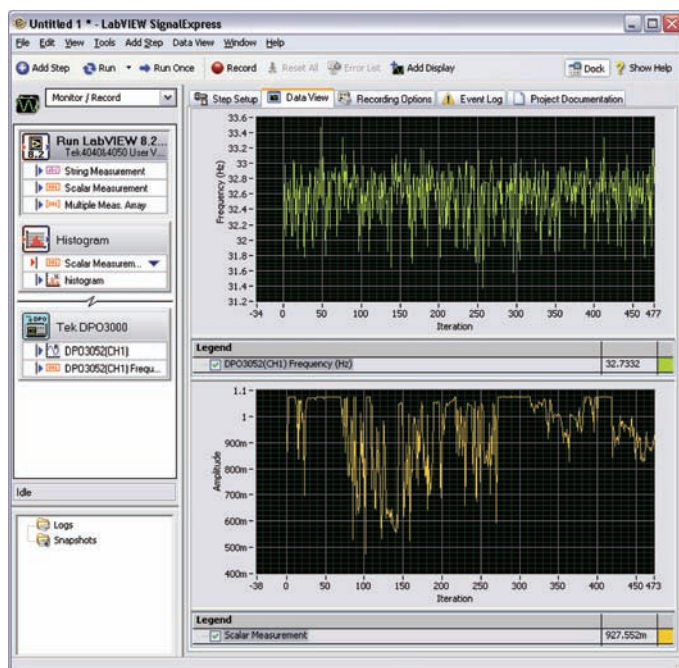 Untitled 1 * - LabVIEW SignalExpress
File Edit View Tools Add Step Data View Window Help
Add Step Run Run Once Record Reset All Error List Add Display Dock Show Help
Monitor / Record
Step Setup Data View Recording Options Event Log Project Documentation
8.2
Run LabVIEW 8.2...
Tek4040&4050 User V...
String Measurement
Scalar Measurement
Multiple Meas. Array
Histogram
Scalar Measurem...
histogram
Tek DPO3000
DPO3052(CH1)
DPO3052(CH1) Frequ...
Idle
Logs
Snapshots
Frequency (Hz)
33.6
33.4
33.2
33
32.8
32.6
32.4
32.2
32
31.8
31.6
31.4
31.2
-34 0 50 100 150 200 250 300 350 400 477
Iteration
Legend
DPO3052(CH1) Frequency (Hz) 32.7332
Amplitude
1.1
1
900m
800m
700m
600m
500m
400m
-38 0 50 100 150 200 250 300 350 400 450 473
Iteration
Legend
Scalar Measurement 927.552m